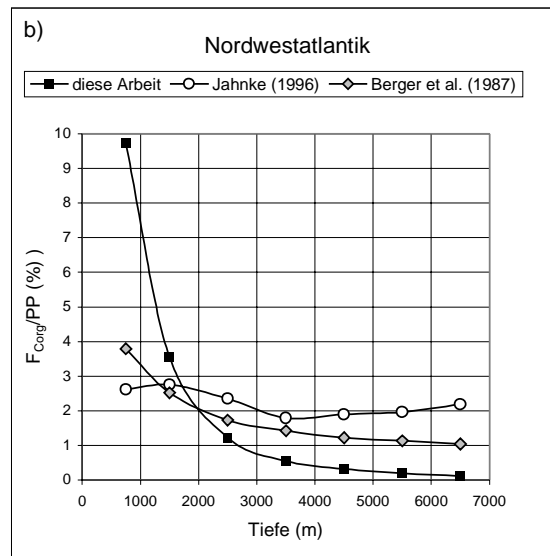 b)
Nordwestatlantik
diese Arbeit Jahnke (1996) Berger et al. (1987)
10
9
8
7
6
5
4
3
2
1
0
F_Corg/PP (%) )
0 1000 2000 3000 4000 5000 6000 7000
Tiefe (m)